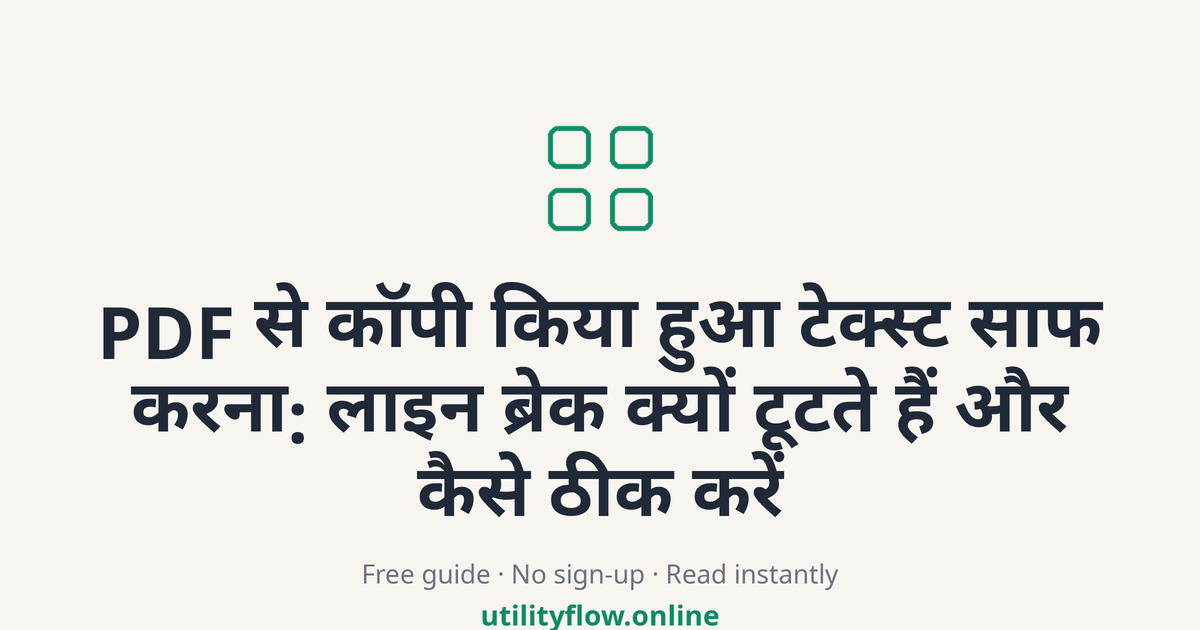 PDF से कॉपी किया हुआ टेक्स्ट साफ
करना: लाइन ब्रेक क्यों टूटते हैं और
कैसे ठीक करें
Free guide · No sign-up · Read instantly
utilityflow.online